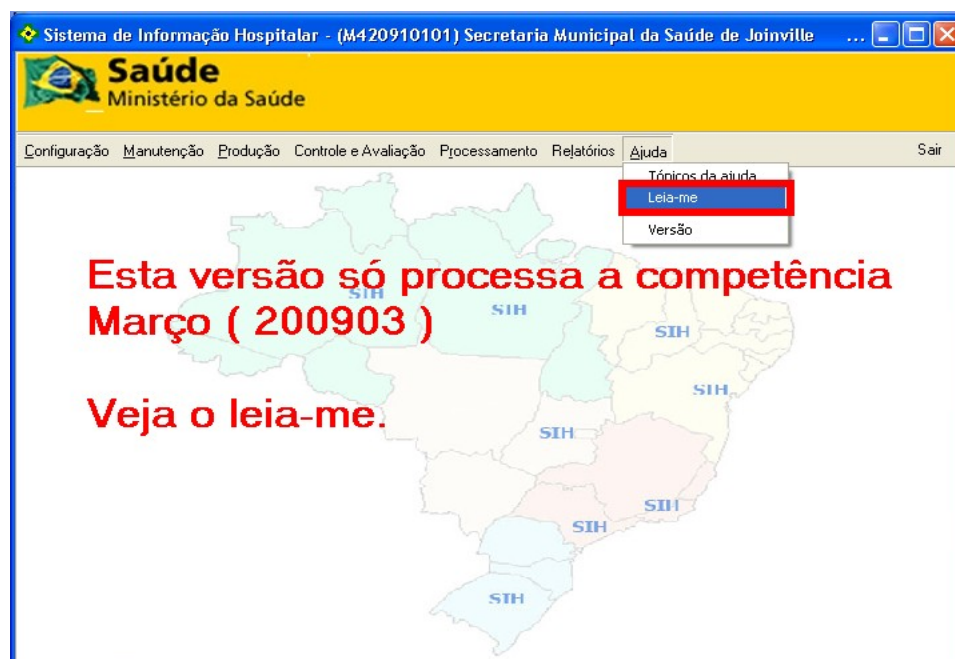 Sistema de Informação Hospitalar - (M420910101) Secretaria Municipal da Saúde de Joinville ...
Saúde
Ministério da Saúde
Configuração Manutenção Produção Controle e Avaliação Processamento Relatórios Ajuda Sair
Tópicos da ajuda
Leia-me
Versão
Esta versão só processa a competência
Março ( 200903 )
Veja o leia-me.
SIH
SIH
SIH
SIH
SIH
SIH
SIH
SIH